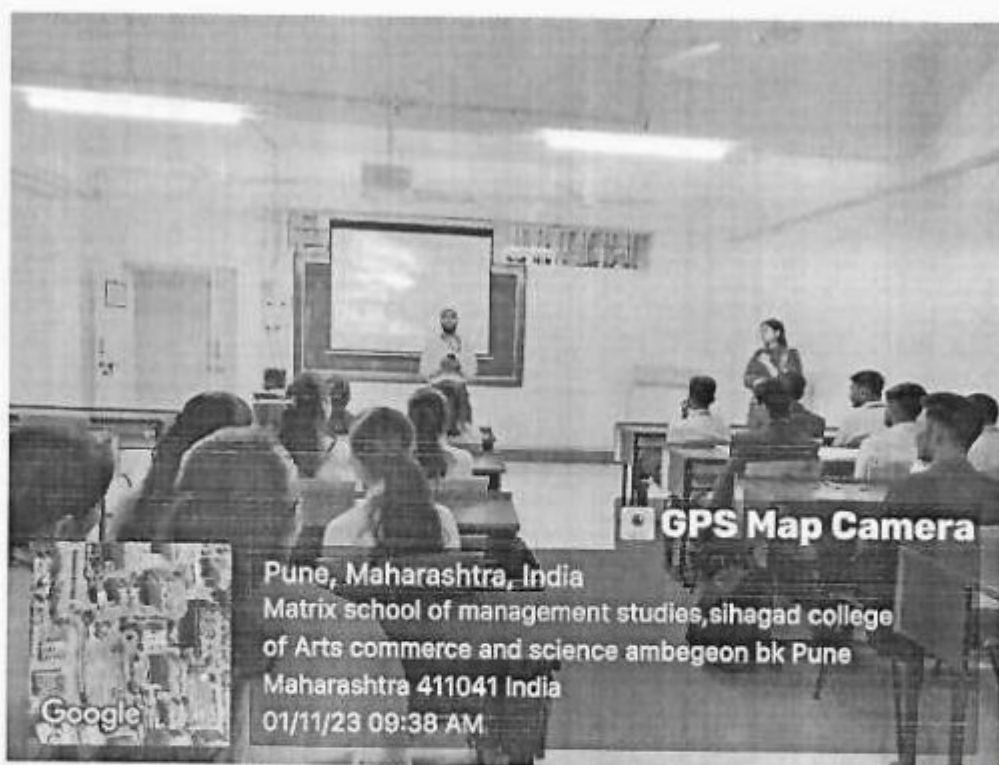 GPS Map Camera
Pune, Maharashtra, India
Matrix school of management studies,sihagad college
of Arts commerce and science ambegeon bk Pune
Maharashtra 411041 India
01/11/23 09:38 AM
Google